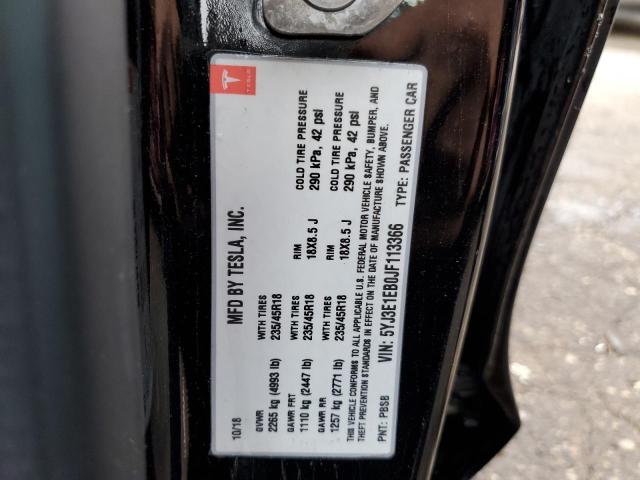 TESLA
10/18 MFD BY TESLA, INC.
GVWR WITH TIRES RIM COLD TIRE PRESSURE
2265 kg (4993 lb) 235/45R18 18X8.5 J 290 kPa, 42 psi
GAWR FRT
1110 kg (2447 lb) 235/45R18
GAWR RR WITH TIRES RIM COLD TIRE PRESSURE
1257 kg (2771 lb) 235/45R18 18X8.5 J 290 kPa, 42 psi
THIS VEHICLE CONFORMS TO ALL APPLICABLE U.S. FEDERAL MOTOR VEHICLE SAFETY, BUMPER, AND
THEFT PREVENTION STANDARDS IN EFFECT ON THE DATE OF MANUFACTURE SHOWN ABOVE.
PNT: PBSB VIN: 5YJ3E1EB0JF113366 TYPE: PASSENGER CAR